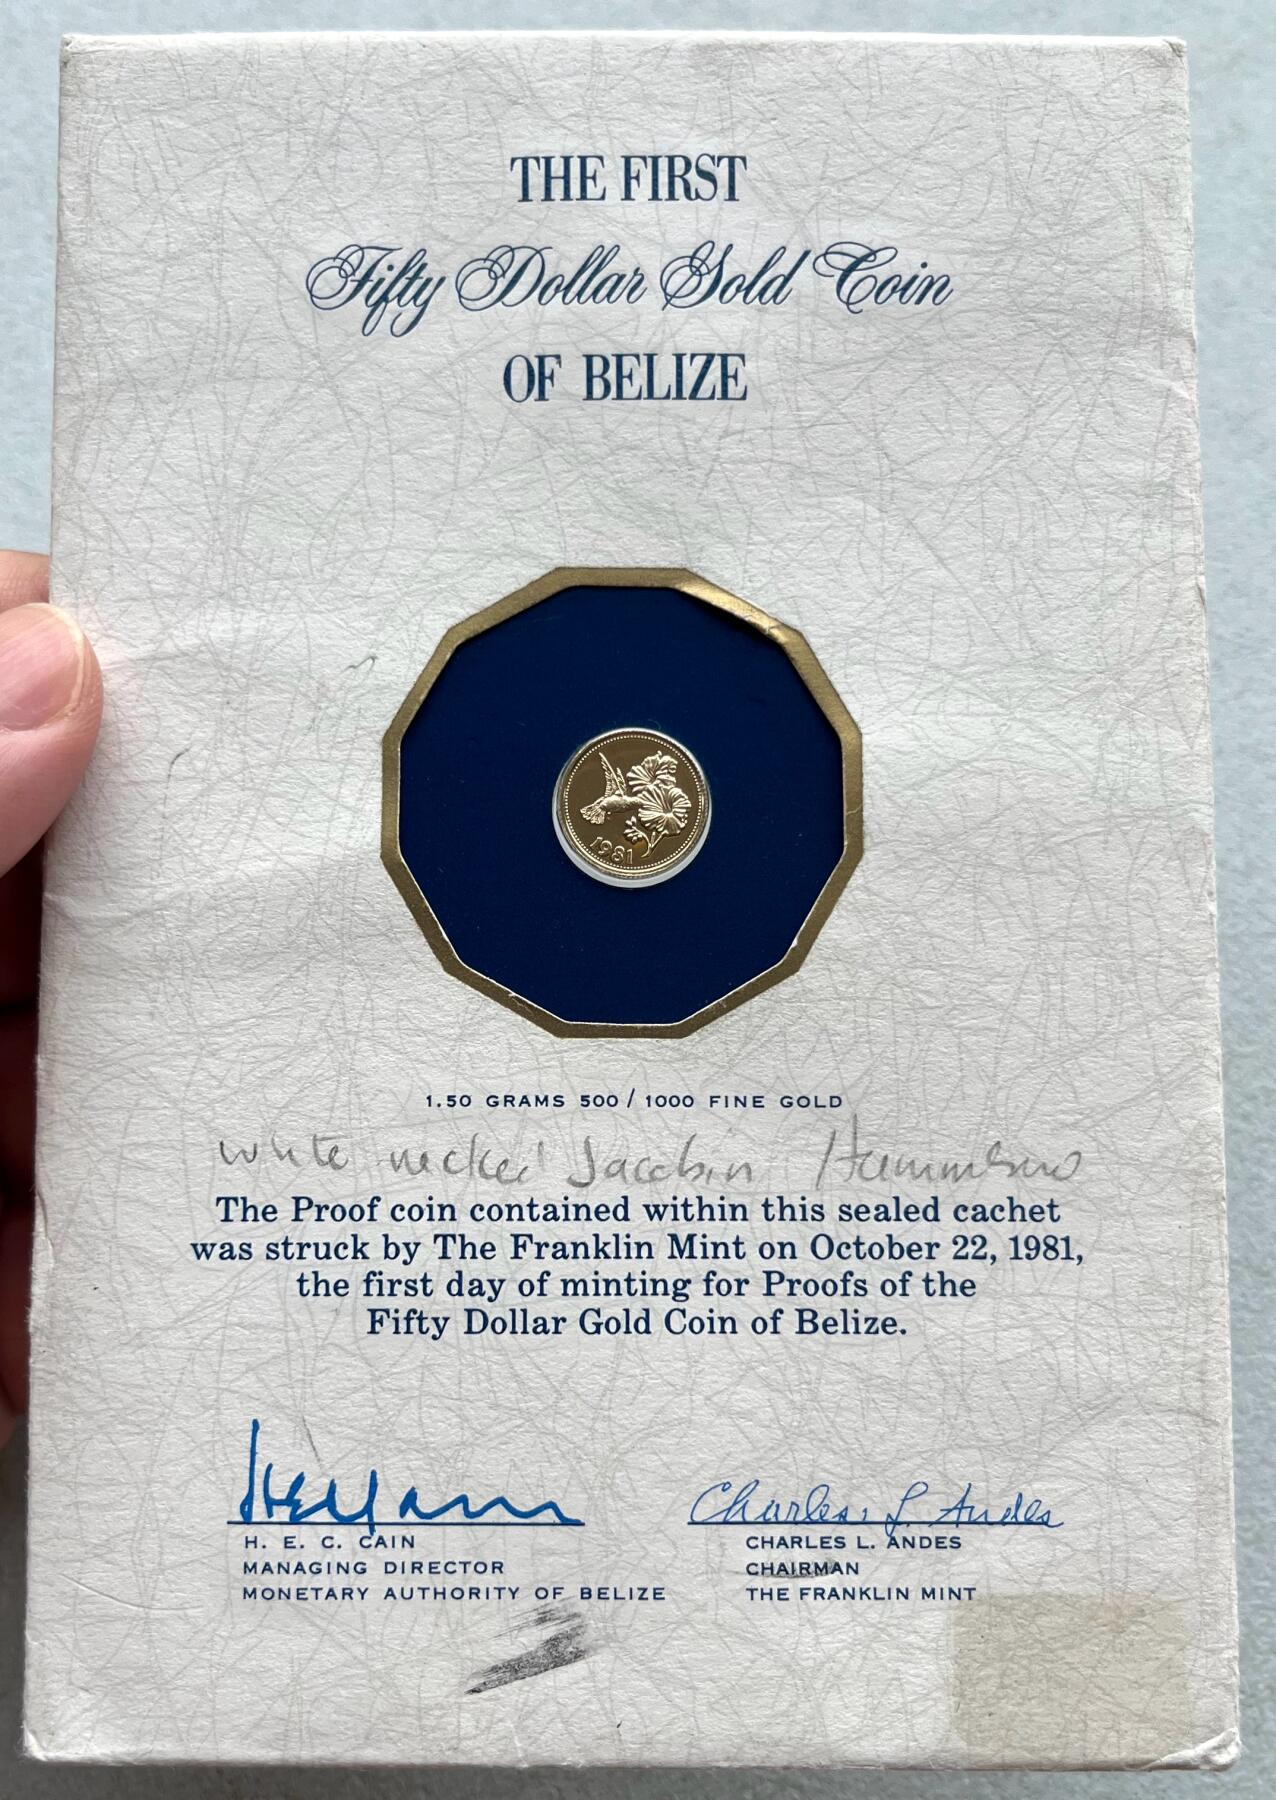 THE FIRST
Fifty Dollar Gold Coin
OF BELIZE
1981
1.50 GRAMS 500 / 1000 FINE GOLD
white necked Jacobin
The Proof coin contained within this sealed cachet
was struck by The Franklin Mint on October 22, 1981,
the first day of minting for Proofs of the
Fifty Dollar Gold Coin of Belize.
Charles L. Andes
H. E. C. CAIN
MANAGING DIRECTOR
MONETARY AUTHORITY OF BELIZE
CHARLES L. ANDES
CHAIRMAN
THE FRANKLIN MINT